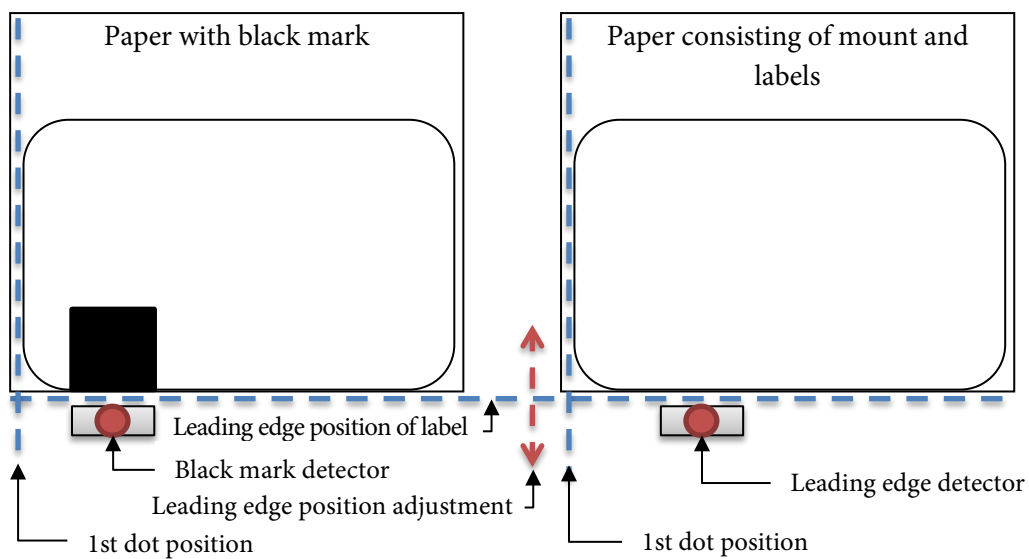 Paper with black mark
Paper consisting of mount and
labels
Leading edge position of label
Black mark detector
Leading edge position adjustment
1st dot position
Leading edge detector
1st dot position